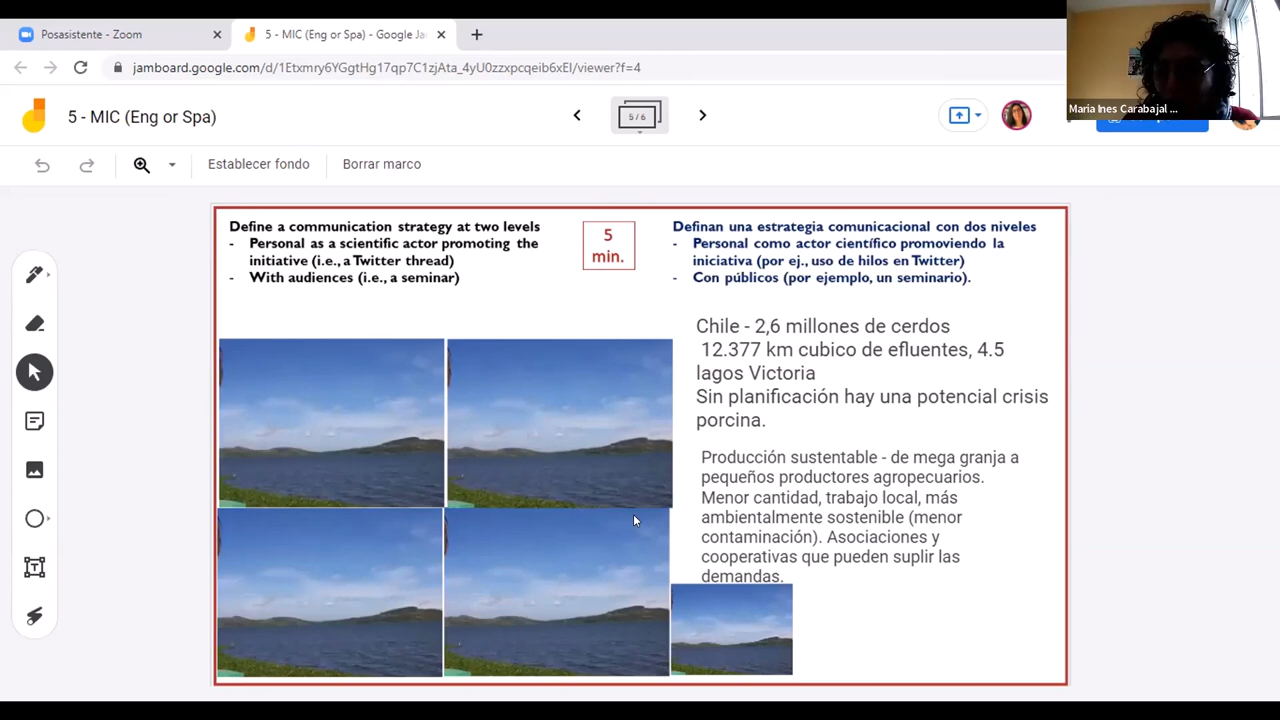 Posasistente - Zoom
5 - MIC (Eng or Spa) - Google Ja
jamboard.google.com/d/1Etxmry6YGgtHg17qp7C1zjAta_4yU0zzxpcqeib6xEI/viewer?f=4
Maria Ines Carabajal ...
5 - MIC (Eng or Spa)
5 / 6
Establecer fondo
Borrar marco
Define a communication strategy at two levels
- Personal as a scientific actor promoting the
initiative (i.e., a Twitter thread)
- With audiences (i.e., a seminar)
5
min.
Definan una estrategia comunicacional con dos niveles
- Personal como actor científico promoviendo la
iniciativa (por ej., uso de hilos en Twitter)
- Con públicos (por ejemplo, un seminario).
Chile - 2,6 millones de cerdos
12.377 km cubico de efluentes, 4.5
lagos Victoria
Sin planificación hay una potencial crisis
porcina.
Producción sustentable - de mega granja a
pequeños productores agropecuarios.
Menor cantidad, trabajo local, más
ambientalmente sostenible (menor
contaminación). Asociaciones y
cooperativas que pueden suplir las
demandas.